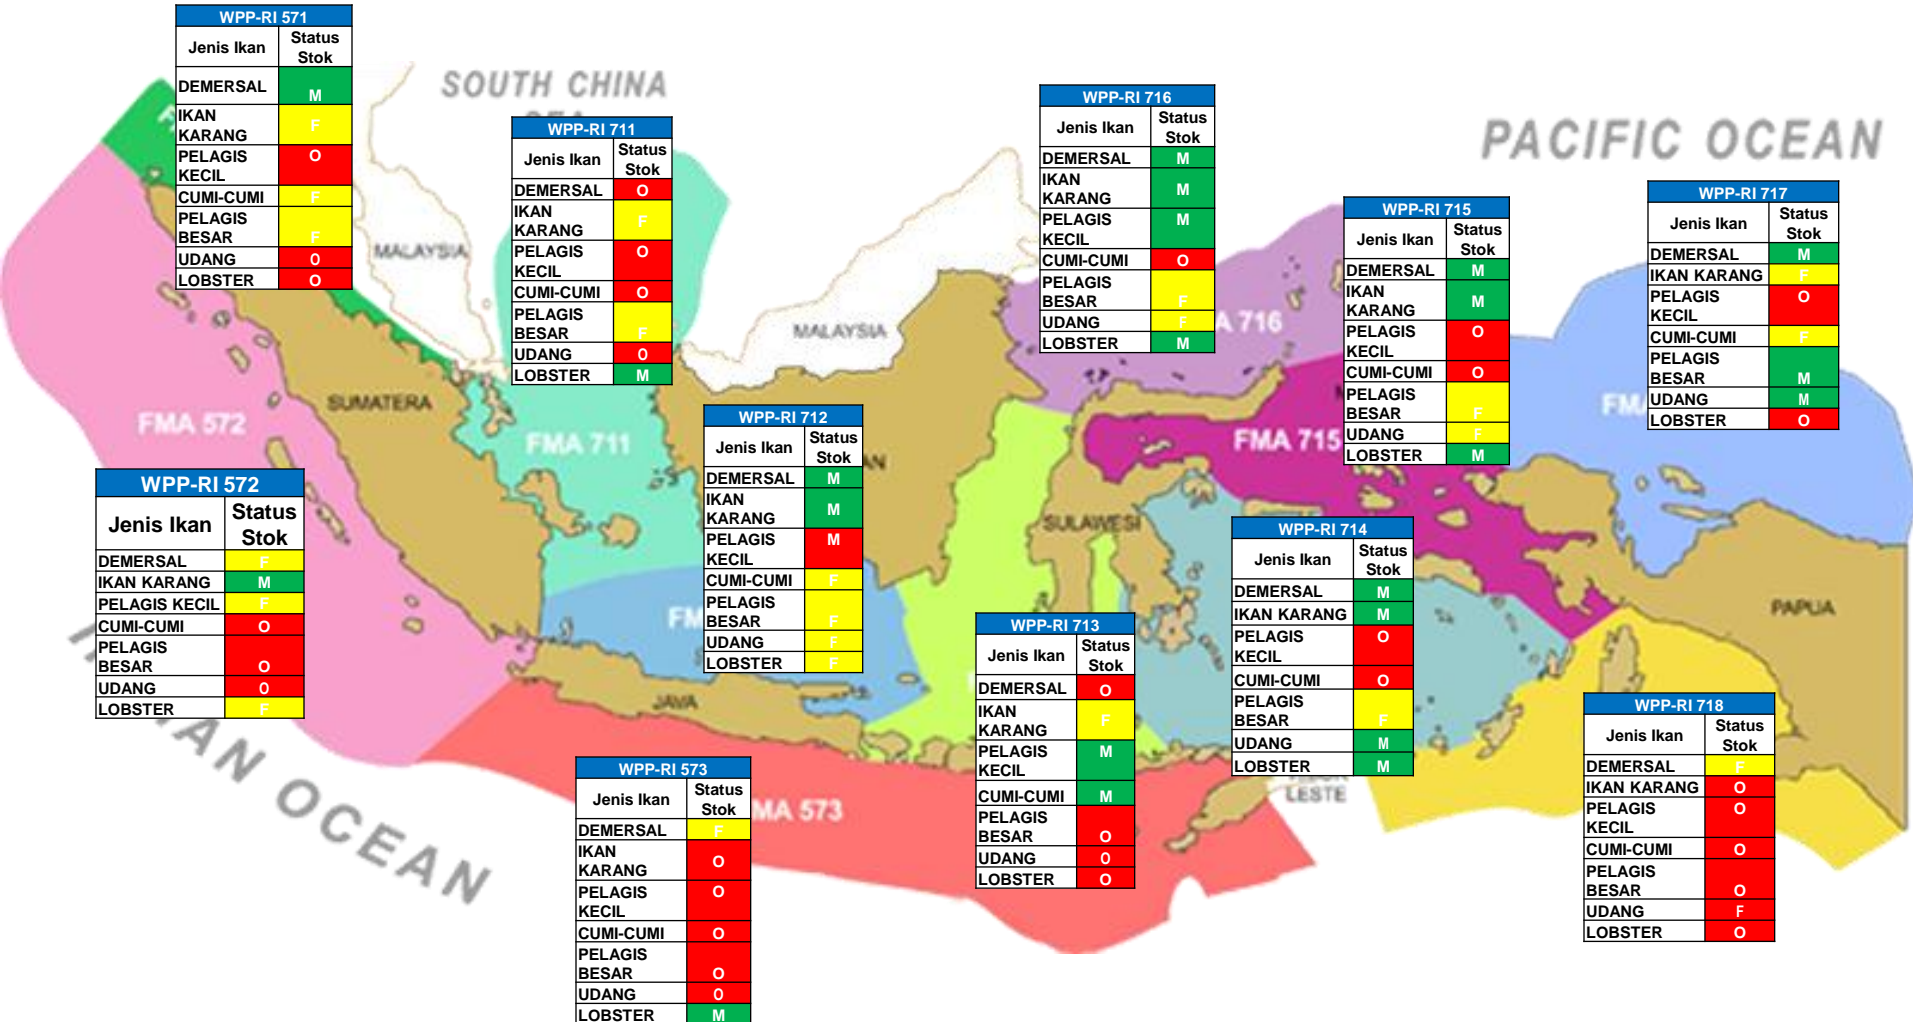 WPP-RI 571
Jenis Ikan Status Stok
DEMERSAL M
IKAN KARANG F
PELAGIS KECIL O
CUMI-CUMI F
PELAGIS BESAR F
UDANG O
LOBSTER O
SOUTH CHINA
WPP-RI 711
Jenis Ikan Status Stok
DEMERSAL O
IKAN KARANG F
PELAGIS KECIL O
CUMI-CUMI O
PELAGIS BESAR F
UDANG O
LOBSTER M
WPP-RI 716
Jenis Ikan Status Stok
DEMERSAL M
IKAN KARANG M
PELAGIS KECIL M
CUMI-CUMI O
PELAGIS BESAR F
UDANG F
LOBSTER M
PACIFIC OCEAN
WPP-RI 715
Jenis Ikan Status Stok
DEMERSAL M
IKAN KARANG M
PELAGIS KECIL O
CUMI-CUMI O
PELAGIS BESAR F
UDANG F
LOBSTER M
WPP-RI 717
Jenis Ikan Status Stok
DEMERSAL M
IKAN KARANG F
PELAGIS KECIL O
CUMI-CUMI F
PELAGIS BESAR M
UDANG M
LOBSTER O
MALAYSIA
MALAYSIA
A 716
SUMATERA
FMA 572
FMA 711
FMA 715
FMA
AN
WPP-RI 712
Jenis Ikan Status Stok
DEMERSAL M
IKAN KARANG M
PELAGIS KECIL M
CUMI-CUMI F
PELAGIS BESAR F
UDANG F
LOBSTER F
WPP-RI 572
Jenis Ikan Status Stok
DEMERSAL F
IKAN KARANG M
PELAGIS KECIL F
CUMI-CUMI O
PELAGIS BESAR O
UDANG O
LOBSTER F
SULAWESI
WPP-RI 714
Jenis Ikan Status Stok
DEMERSAL M
IKAN KARANG M
PELAGIS KECIL O
CUMI-CUMI O
PELAGIS BESAR F
UDANG M
LOBSTER M
PAPUA
FM
WPP-RI 713
Jenis Ikan Status Stok
DEMERSAL O
IKAN KARANG F
PELAGIS KECIL M
CUMI-CUMI M
PELAGIS BESAR O
UDANG O
LOBSTER O
JAVA
AN OCEAN
WPP-RI 573
Jenis Ikan Status Stok
DEMERSAL F
IKAN KARANG O
PELAGIS KECIL O
CUMI-CUMI O
PELAGIS BESAR O
UDANG O
LOBSTER M
MA 573
LESTE
WPP-RI 718
Jenis Ikan Status Stok
DEMERSAL F
IKAN KARANG O
PELAGIS KECIL O
CUMI-CUMI O
PELAGIS BESAR O
UDANG F
LOBSTER O